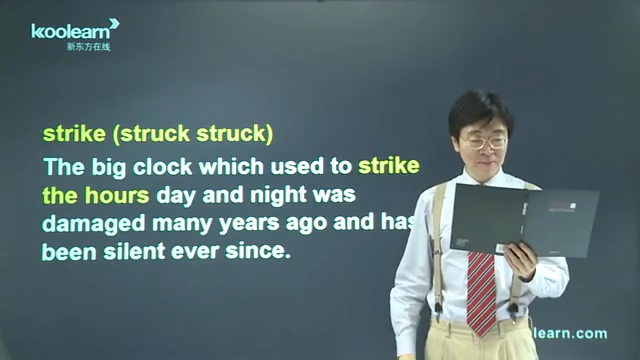 koolearn
新东方在线
strike (struck struck)
The big clock which used to strike
the hours day and night was
damaged many years ago and has
been silent ever since.
learn.com